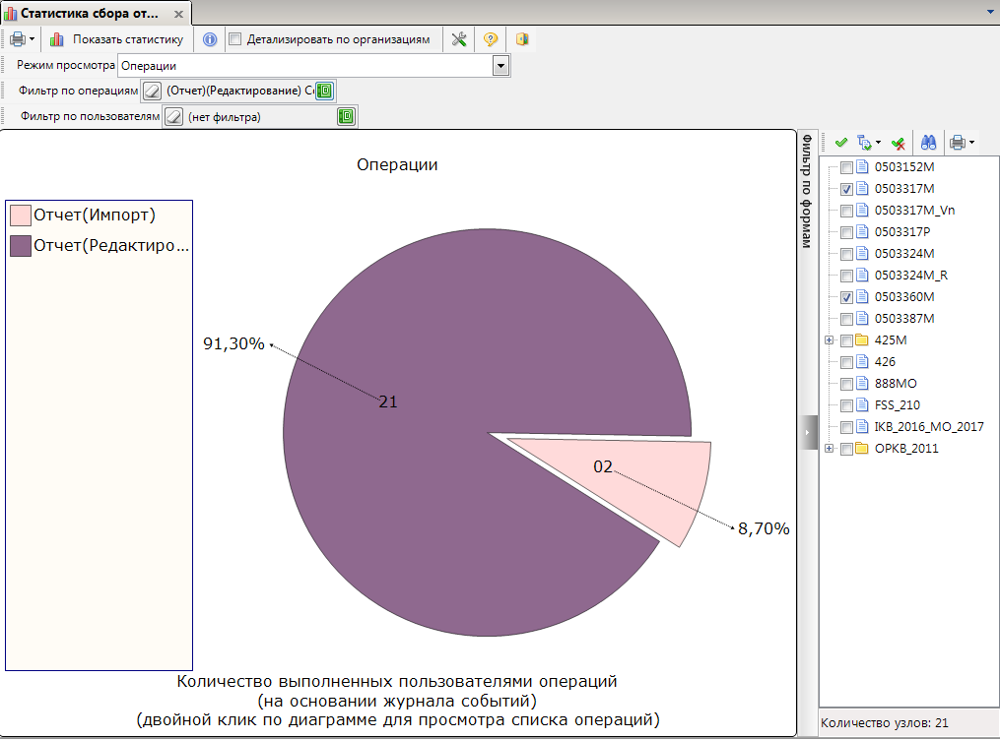 Статистика сбора от...
Показать статистику
Детализировать по организациям
Режим просмотра
Операции
Фильтр по операциям
(Отчет)(Редактирование) С
Фильтр по пользователям
(нет фильтра)
Операции
Отчет(Импорт)
Отчет(Редактиро...
91,30%
21
02
8,70%
Количество выполненных пользователями операций
(на основании журнала событий)
(двойной клик по диаграмме для просмотра списка операций)
Фильтр по формам
0503152M
0503317M
0503317M_Vn
0503317P
0503324M
0503324M_R
0503360M
0503387M
425M
426
888MO
FSS_210
IKB_2016_MO_2017
OPKB_2011
Количество узлов: 21